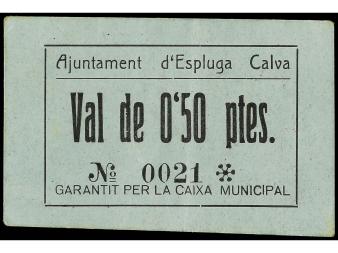 Ajuntament d'Espluga Calva
Val de 0'50 ptes.
Nº 0021 *
GARANTIT PER LA CAIXA MUNICIPAL